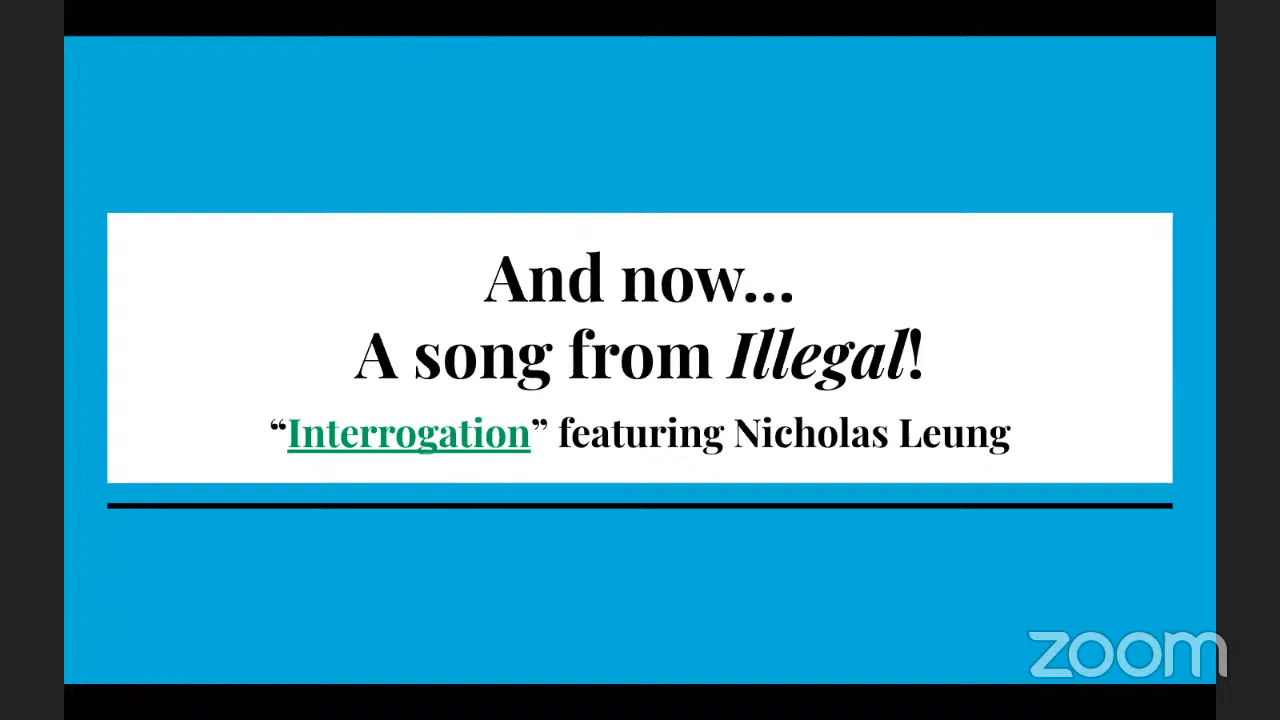 And now...
A song from Illegal!
“Interrogation” featuring Nicholas Leung
zoom